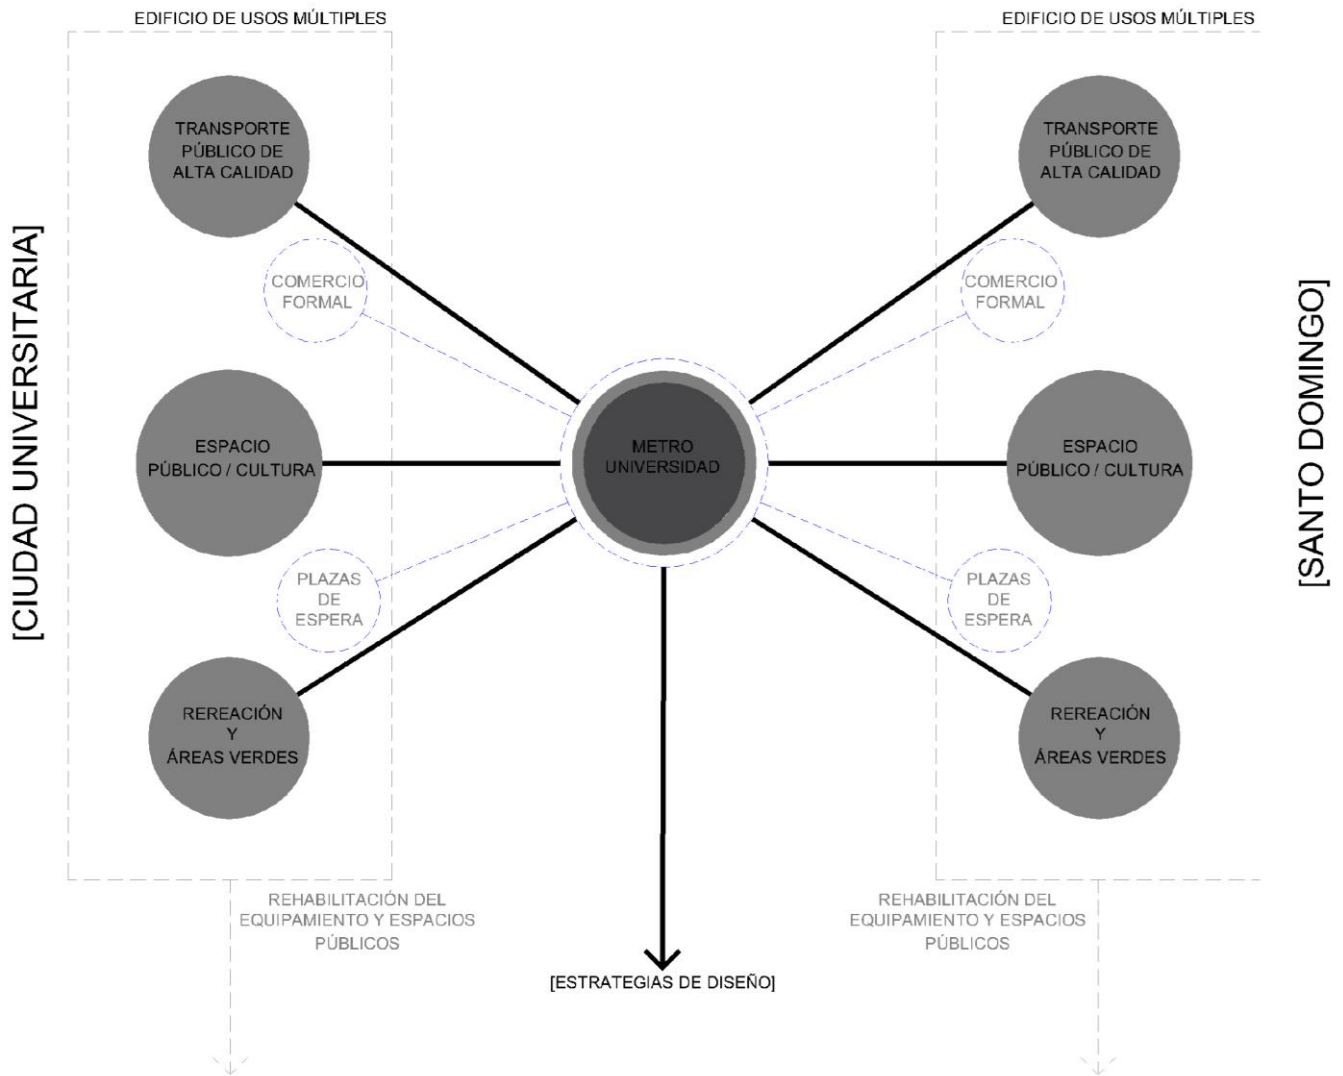 EDIFICIO DE USOS MÚLTIPLES
EDIFICIO DE USOS MÚLTIPLES
[CIUDAD UNIVERSITARIA]
TRANSPORTE
PÚBLICO DE
ALTA CALIDAD
COMERCIO
FORMAL
ESPACIO
PÚBLICO / CULTURA
PLAZAS
DE
ESPERA
REREACIÓN
Y
ÁREAS VERDES
REHABILITACIÓN DEL
EQUIPAMIENTO Y ESPACIOS
PÚBLICOS
METRO
UNIVERSIDAD
[ESTRATEGIAS DE DISEÑO]
TRANSPORTE
PÚBLICO DE
ALTA CALIDAD
COMERCIO
FORMAL
ESPACIO
PÚBLICO / CULTURA
PLAZAS
DE
ESPERA
REREACIÓN
Y
ÁREAS VERDES
REHABILITACIÓN DEL
EQUIPAMIENTO Y ESPACIOS
PÚBLICOS
[SANTO DOMINGO]